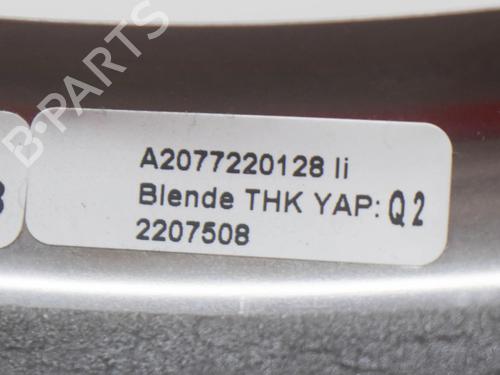 B-PARTS
A2077220128 li
Blende THK YAP: Q2
2207508